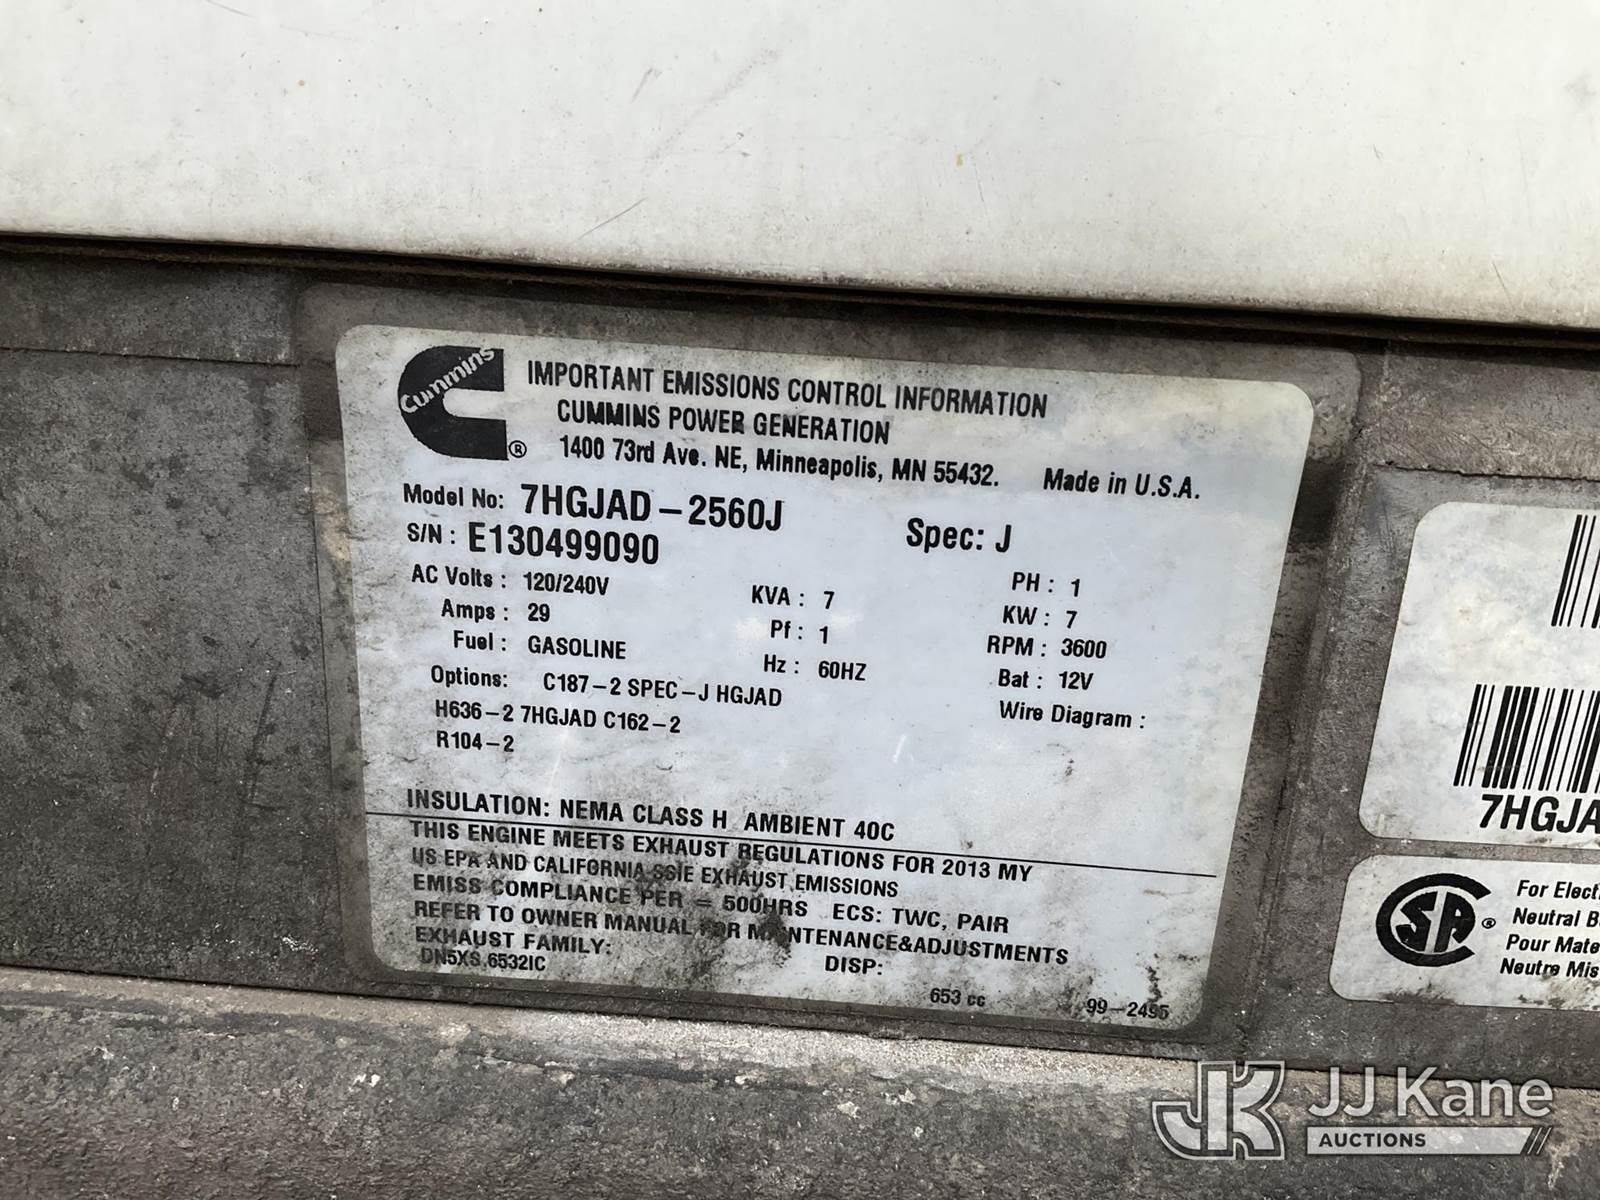 Cummins ®
IMPORTANT EMISSIONS CONTROL INFORMATION
CUMMINS POWER GENERATION
1400 73rd Ave. NE, Minneapolis, MN 55432. Made in U.S.A.
Model No: 7HGJAD-2560J Spec: J
S/N : E130499090
AC Volts : 120/240V KVA : 7 PH : 1
Amps : 29 Pf : 1 KW : 7
Fuel : GASOLINE Hz : 60HZ RPM : 3600
Bat : 12V
Options: C187-2 SPEC-J HGJAD Wire Diagram :
H636-2 7HGJAD C162-2
R104-2
INSULATION: NEMA CLASS H AMBIENT 40C
THIS ENGINE MEETS EXHAUST REGULATIONS FOR 2013 MY
US EPA AND CALIFORNIA SSIE EXHAUST EMISSIONS
EMISS COMPLIANCE PER = 500HRS ECS: TWC, PAIR
REFER TO OWNER MANUAL FOR MAINTENANCE&ADJUSTMENTS
EXHAUST FAMILY: DISP:
DN5XS.6532IC 653 cc 99-2495
7HGJA
SA ®
For Elect
Neutral B
Pour Mate
Neutre Mis
JK JJ Kane
AUCTIONS